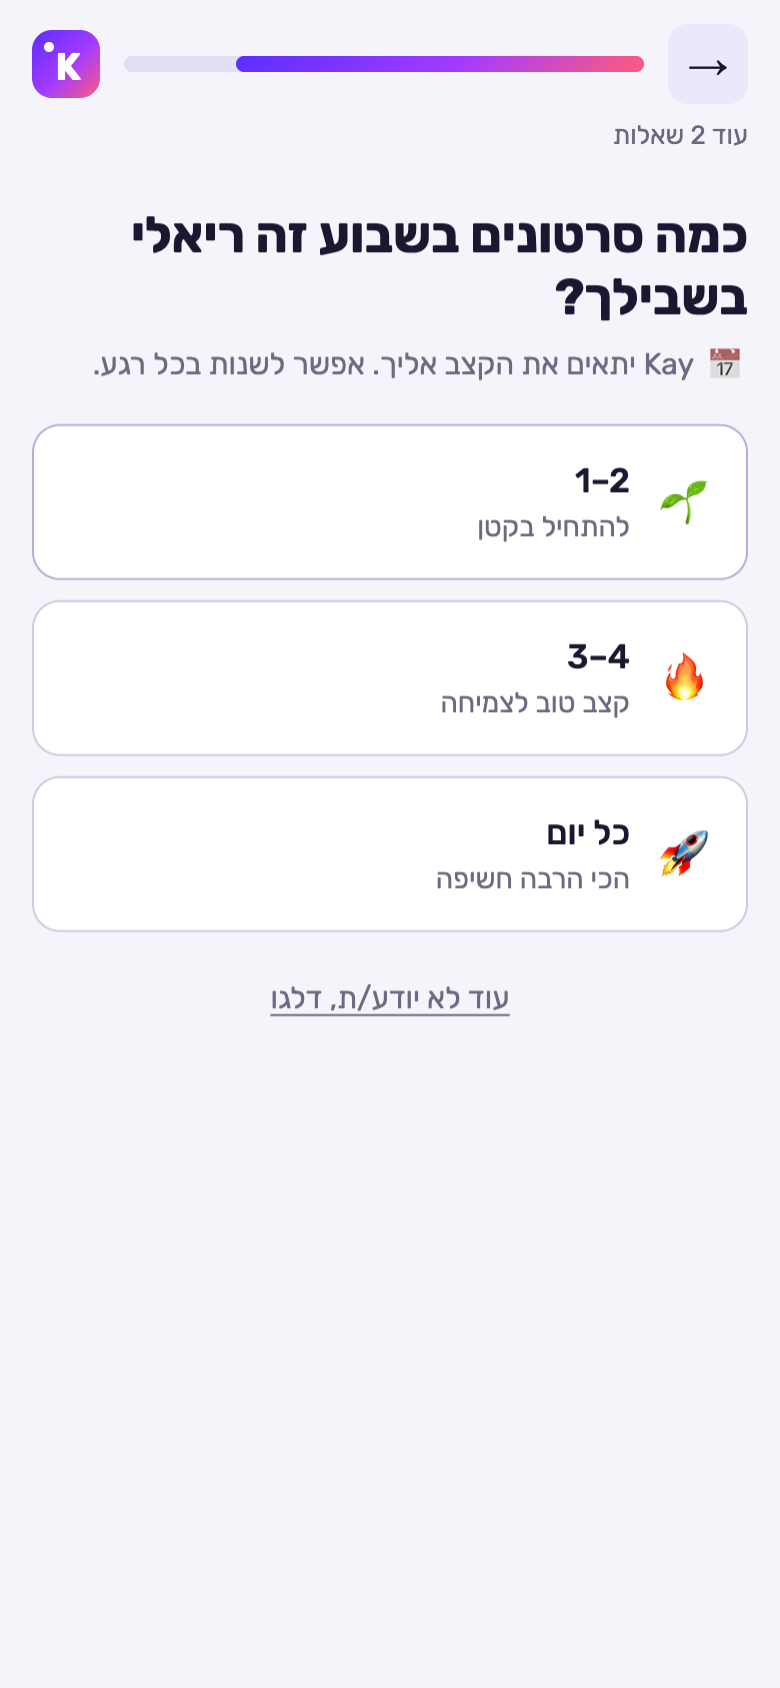 K
→
עוד 2 שאלות
כמה סרטונים בשבוע זה ריאלי
בשבילך?
📅 Kay יתאים את הקצב אליך. אפשר לשנות בכל רגע.
1–2
להתחיל בקטן
3–4
קצב טוב לצמיחה
כל יום
הכי הרבה חשיפה
עוד לא יודע/ת, דלגו